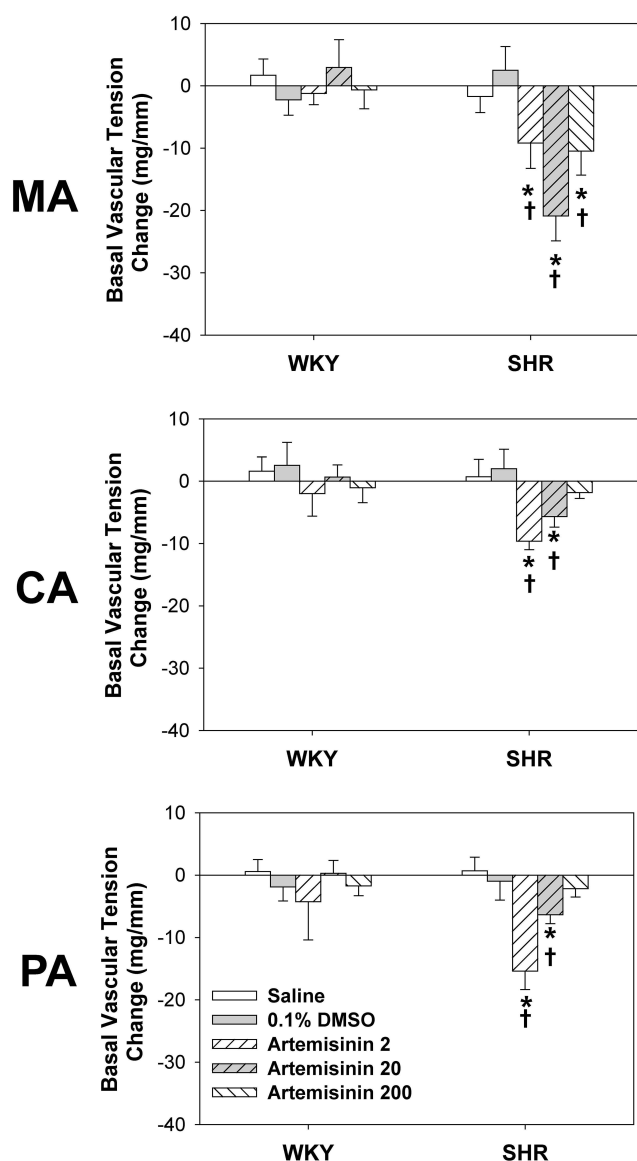 MA
Basal Vascular Tension
Change (mg/mm)
10
0
-10
-20
-30
-40
*
†
*
†
*
†
WKY
SHR
CA
Basal Vascular Tension
Change (mg/mm)
10
0
-10
-20
-30
-40
*
†
*
†
WKY
SHR
PA
Basal Vascular Tension
Change (mg/mm)
10
0
-10
-20
-30
-40
*
†
*
†
Saline
0.1% DMSO
Artemisinin 2
Artemisinin 20
Artemisinin 200
WKY
SHR